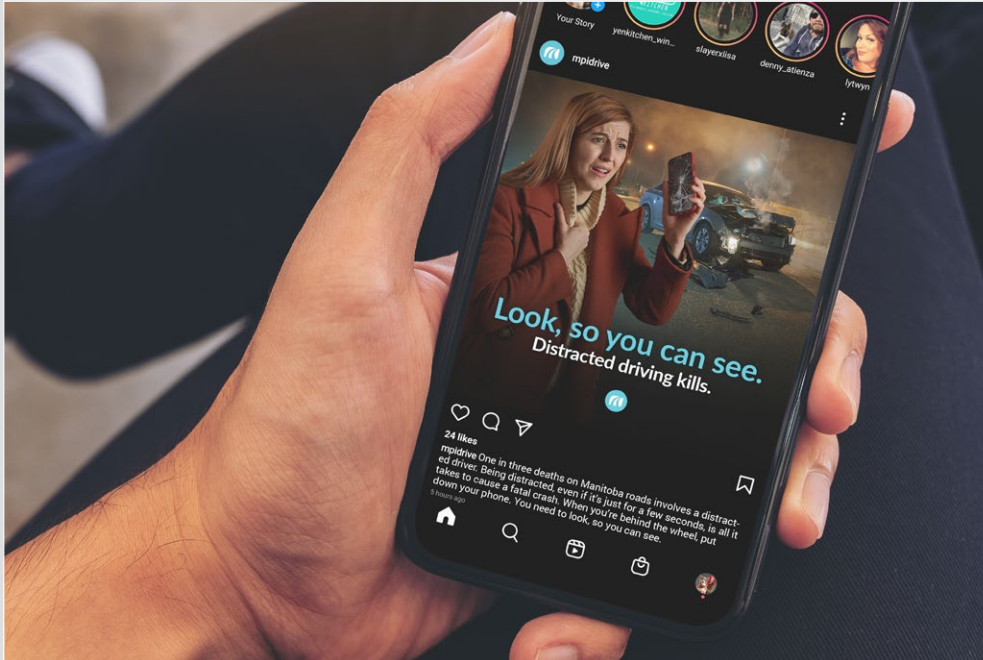 Your Story
yenkitchen_win_
slayerxlisa
denny_atienza
lytwyn
mpidrive
Look, so you can see.
Distracted driving kills.
24 likes
mpidrive One in three deaths on Manitoba roads involves a distract-
ed driver. Being distracted, even if it's just for a few seconds, is all it
takes to cause a fatal crash. When you're behind the wheel, put
down your phone. You need to look, so you can see.
5 hours ago